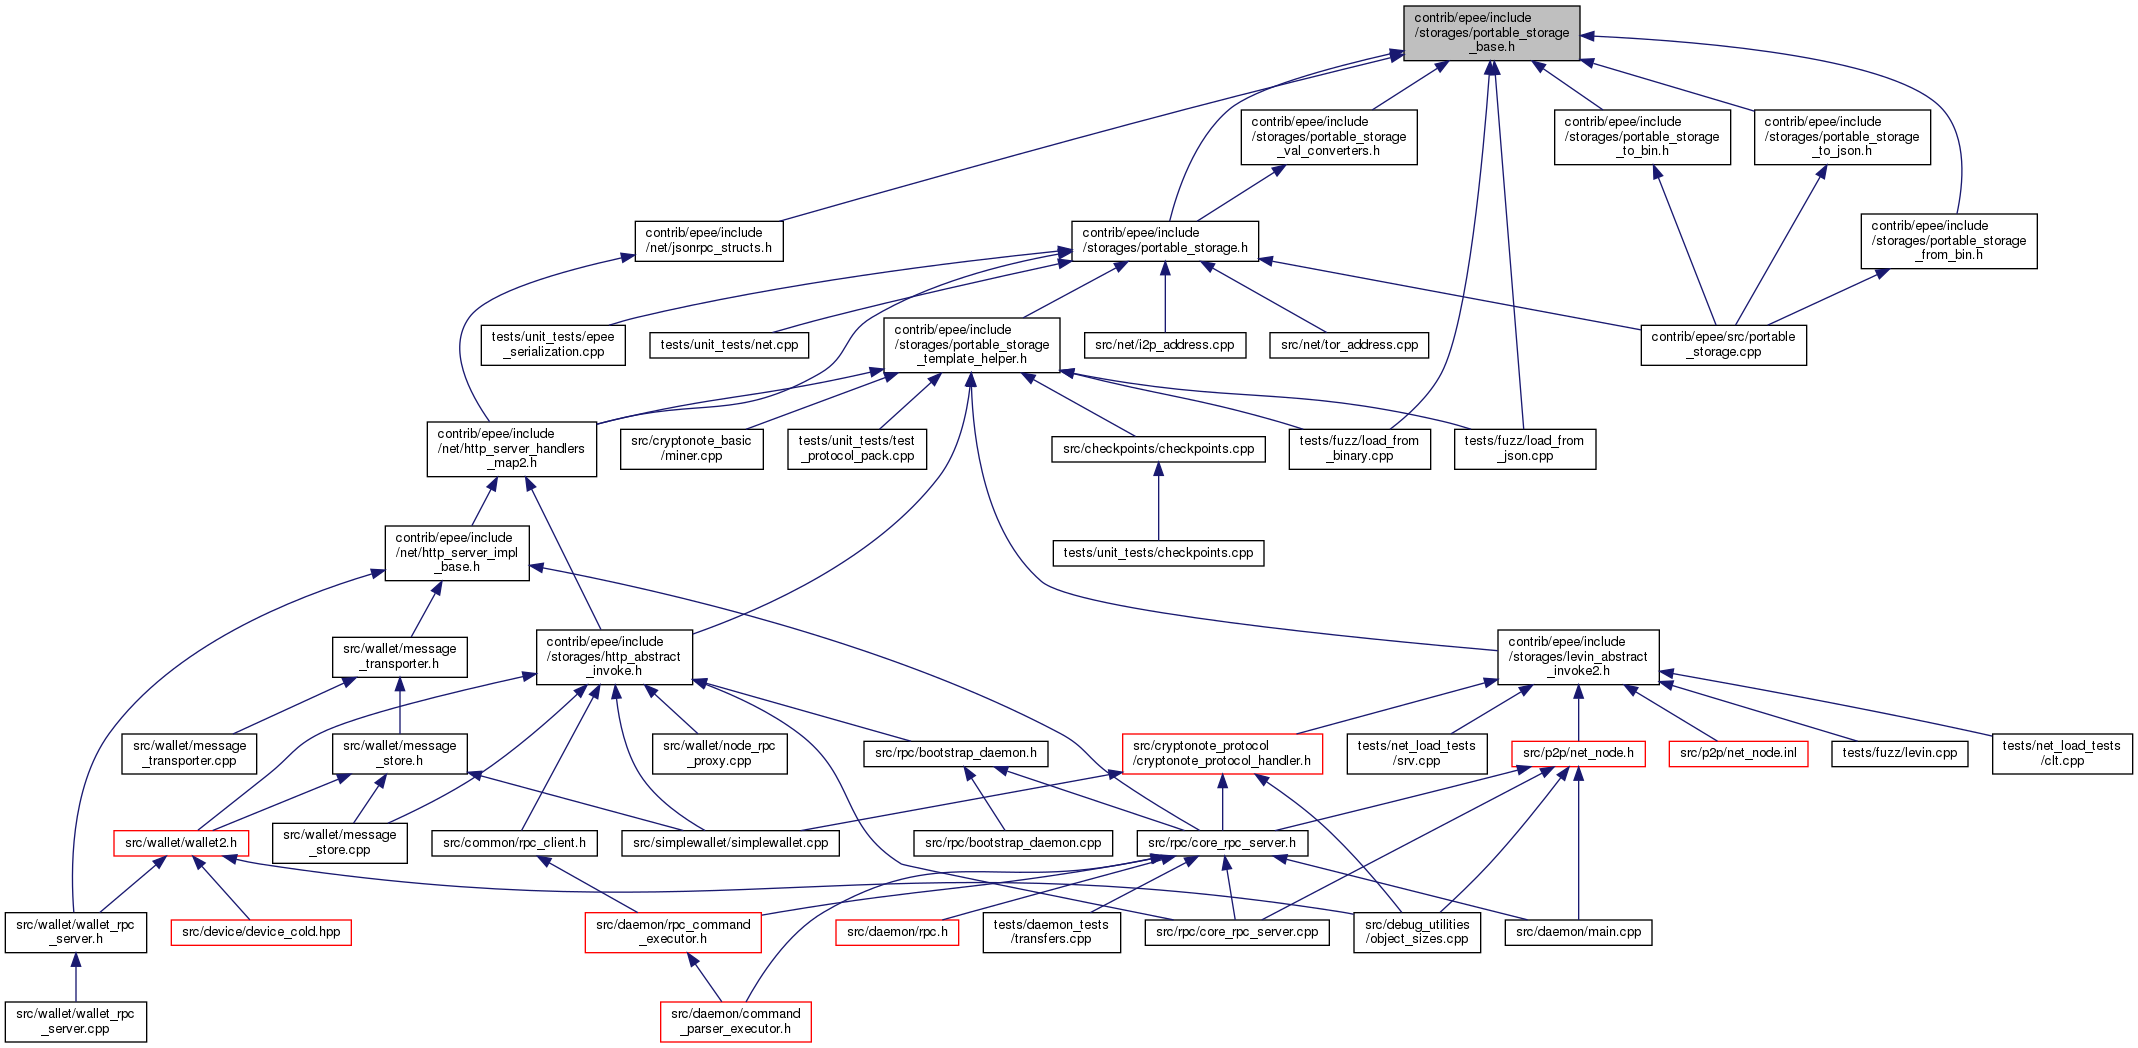 contrib/epee/include
/storages/portable_storage
_base.h
contrib/epee/include
/storages/portable_storage
_val_converters.h
contrib/epee/include
/storages/portable_storage
_to_bin.h
contrib/epee/include
/storages/portable_storage
_to_json.h
contrib/epee/include
/net/jsonrpc_structs.h
contrib/epee/include
/storages/portable_storage.h
contrib/epee/include
/storages/portable_storage
_from_bin.h
tests/unit_tests/epee
_serialization.cpp
tests/unit_tests/net.cpp
contrib/epee/include
/storages/portable_storage
_template_helper.h
src/net/i2p_address.cpp
src/net/tor_address.cpp
contrib/epee/src/portable
_storage.cpp
contrib/epee/include
/net/http_server_handlers
_map2.h
src/cryptonote_basic
/miner.cpp
tests/unit_tests/test
_protocol_pack.cpp
src/checkpoints/checkpoints.cpp
tests/fuzz/load_from
_binary.cpp
tests/fuzz/load_from
_json.cpp
contrib/epee/include
/net/http_server_impl
_base.h
tests/unit_tests/checkpoints.cpp
src/wallet/message
_transporter.h
contrib/epee/include
/storages/http_abstract
_invoke.h
contrib/epee/include
/storages/levin_abstract
_invoke2.h
src/wallet/message
_transporter.cpp
src/wallet/message
_store.h
src/wallet/node_rpc
_proxy.cpp
src/rpc/bootstrap_daemon.h
src/cryptonote_protocol
/cryptonote_protocol_handler.h
tests/net_load_tests
/srv.cpp
src/p2p/net_node.h
src/p2p/net_node.inl
tests/fuzz/levin.cpp
tests/net_load_tests
/clt.cpp
src/wallet/wallet2.h
src/wallet/message
_store.cpp
src/common/rpc_client.h
src/simplewallet/simplewallet.cpp
src/rpc/bootstrap_daemon.cpp
src/rpc/core_rpc_server.h
src/wallet/wallet_rpc
_server.h
src/device/device_cold.hpp
src/daemon/rpc_command
_executor.h
src/daemon/rpc.h
tests/daemon_tests
/transfers.cpp
src/rpc/core_rpc_server.cpp
src/debug_utilities
/object_sizes.cpp
src/daemon/main.cpp
src/wallet/wallet_rpc
_server.cpp
src/daemon/command
_parser_executor.h